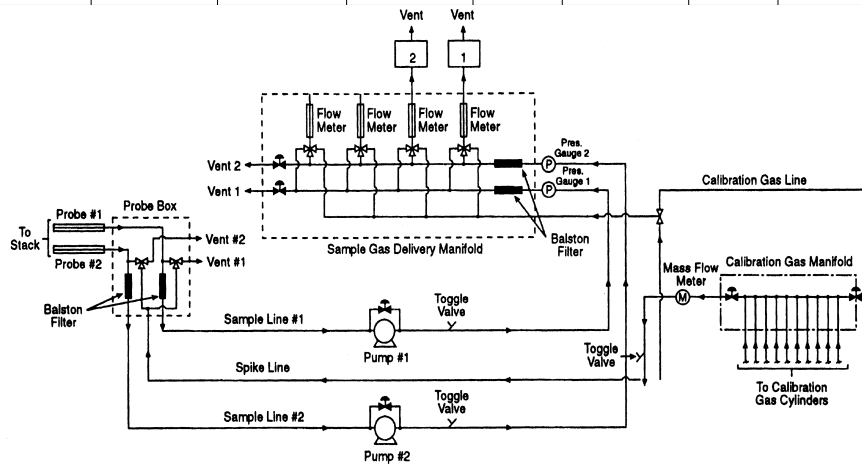 Vent
Vent
2
1
Flow
Meter
Flow
Meter
Flow
Meter
Flow
Meter
Pres.
Gauge 2
P
Vent 2
Pres.
Gauge 1
P
Vent 1
Calibration Gas Line
Probe Box
Probe #1
To
Stack
Probe #2
Vent #2
Vent #1
Sample Gas Delivery Manifold
Balston
Filter
Mass Flow
Meter
M
Calibration Gas Manifold
Balston
Filter
Sample Line #1
Toggle
Valve
Pump #1
Toggle
Valve
Spike Line
To Calibration
Gas Cylinders
Sample Line #2
Toggle
Valve
Pump #2